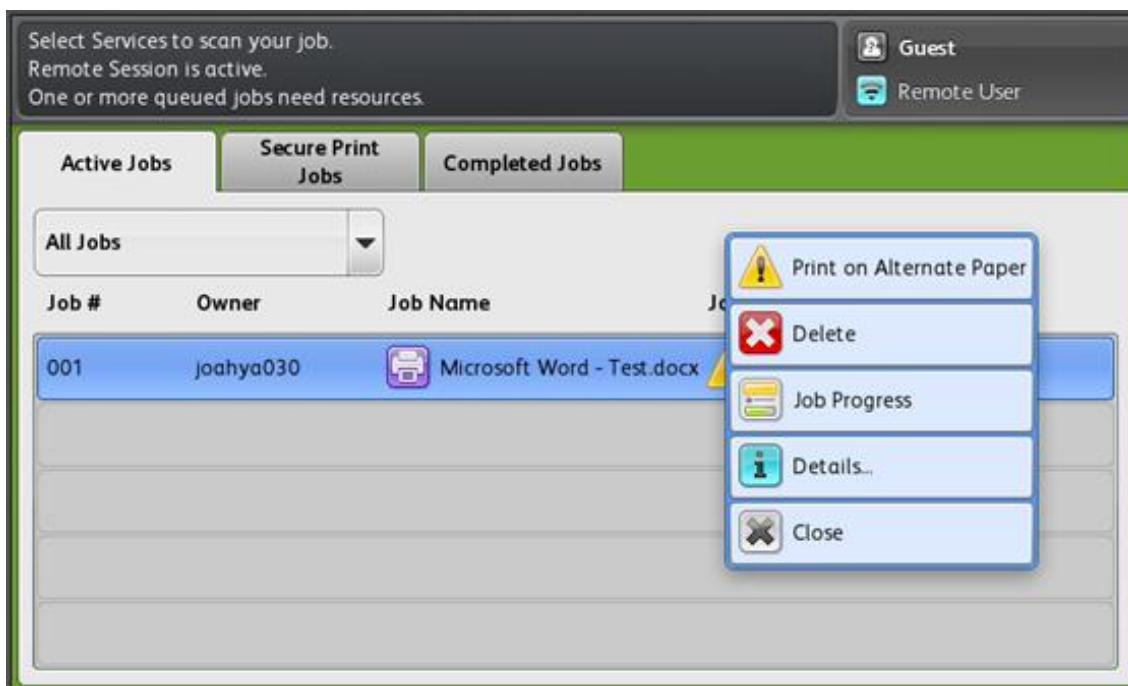 Select Services to scan your job.
Remote Session is active.
One or more queued jobs need resources.
Guest
Remote User
Active Jobs
Secure Print
Jobs
Completed Jobs
All Jobs
Job # Owner Job Name
001 joahya030 Microsoft Word - Test.docx
Print on Alternate Paper
Delete
Job Progress
Details...
Close